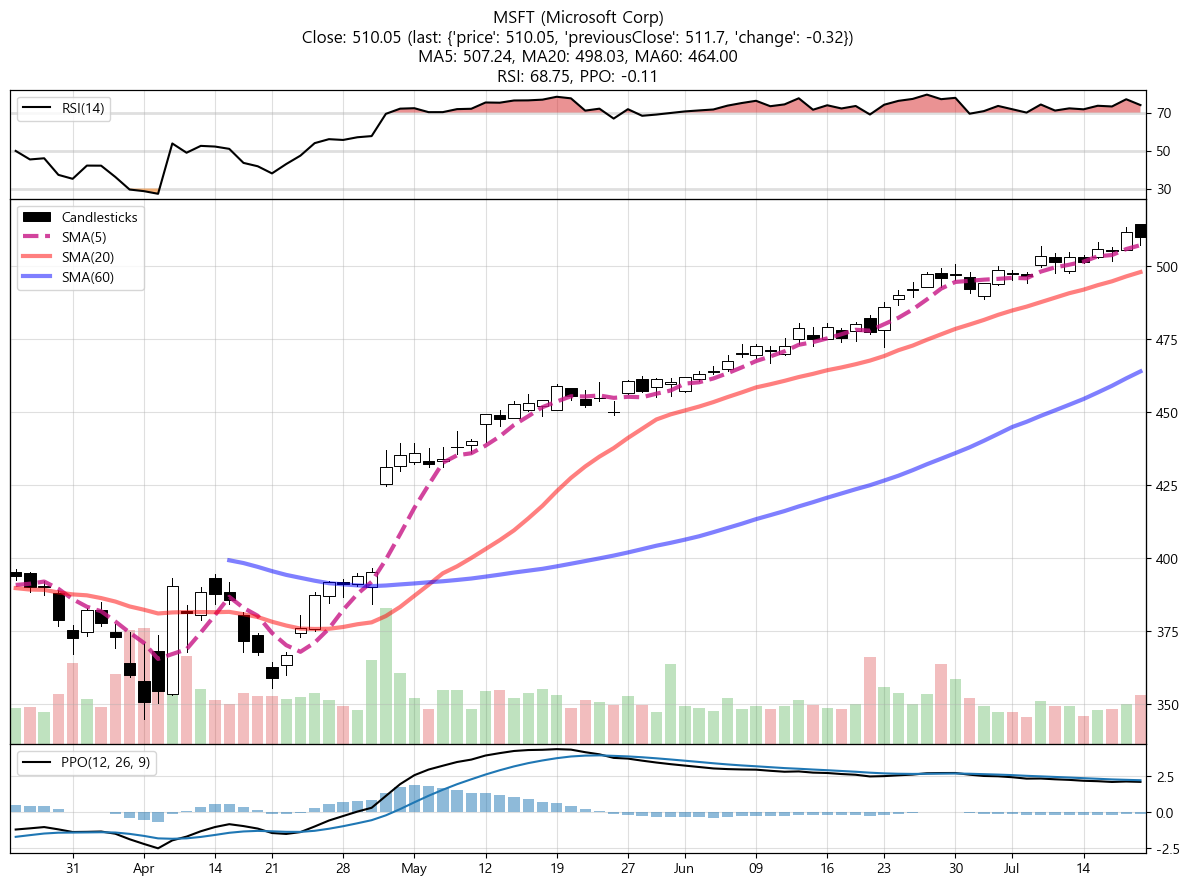 MSFT (Microsoft Corp)
Close: 510.05 (last: {'price': 510.05, 'previousClose': 511.7, 'change': -0.32})
MA5: 507.24, MA20: 498.03, MA60: 464.00
RSI: 68.75, PPO: -0.11
RSI(14)
70
50
30
Candlesticks
SMA(5)
SMA(20)
SMA(60)
500
475
450
425
400
375
350
PPO(12, 26, 9)
2.5
0.0
-2.5
31 Apr 14 21 28 May 12 19 27 Jun 09 16 23 30 Jul 14